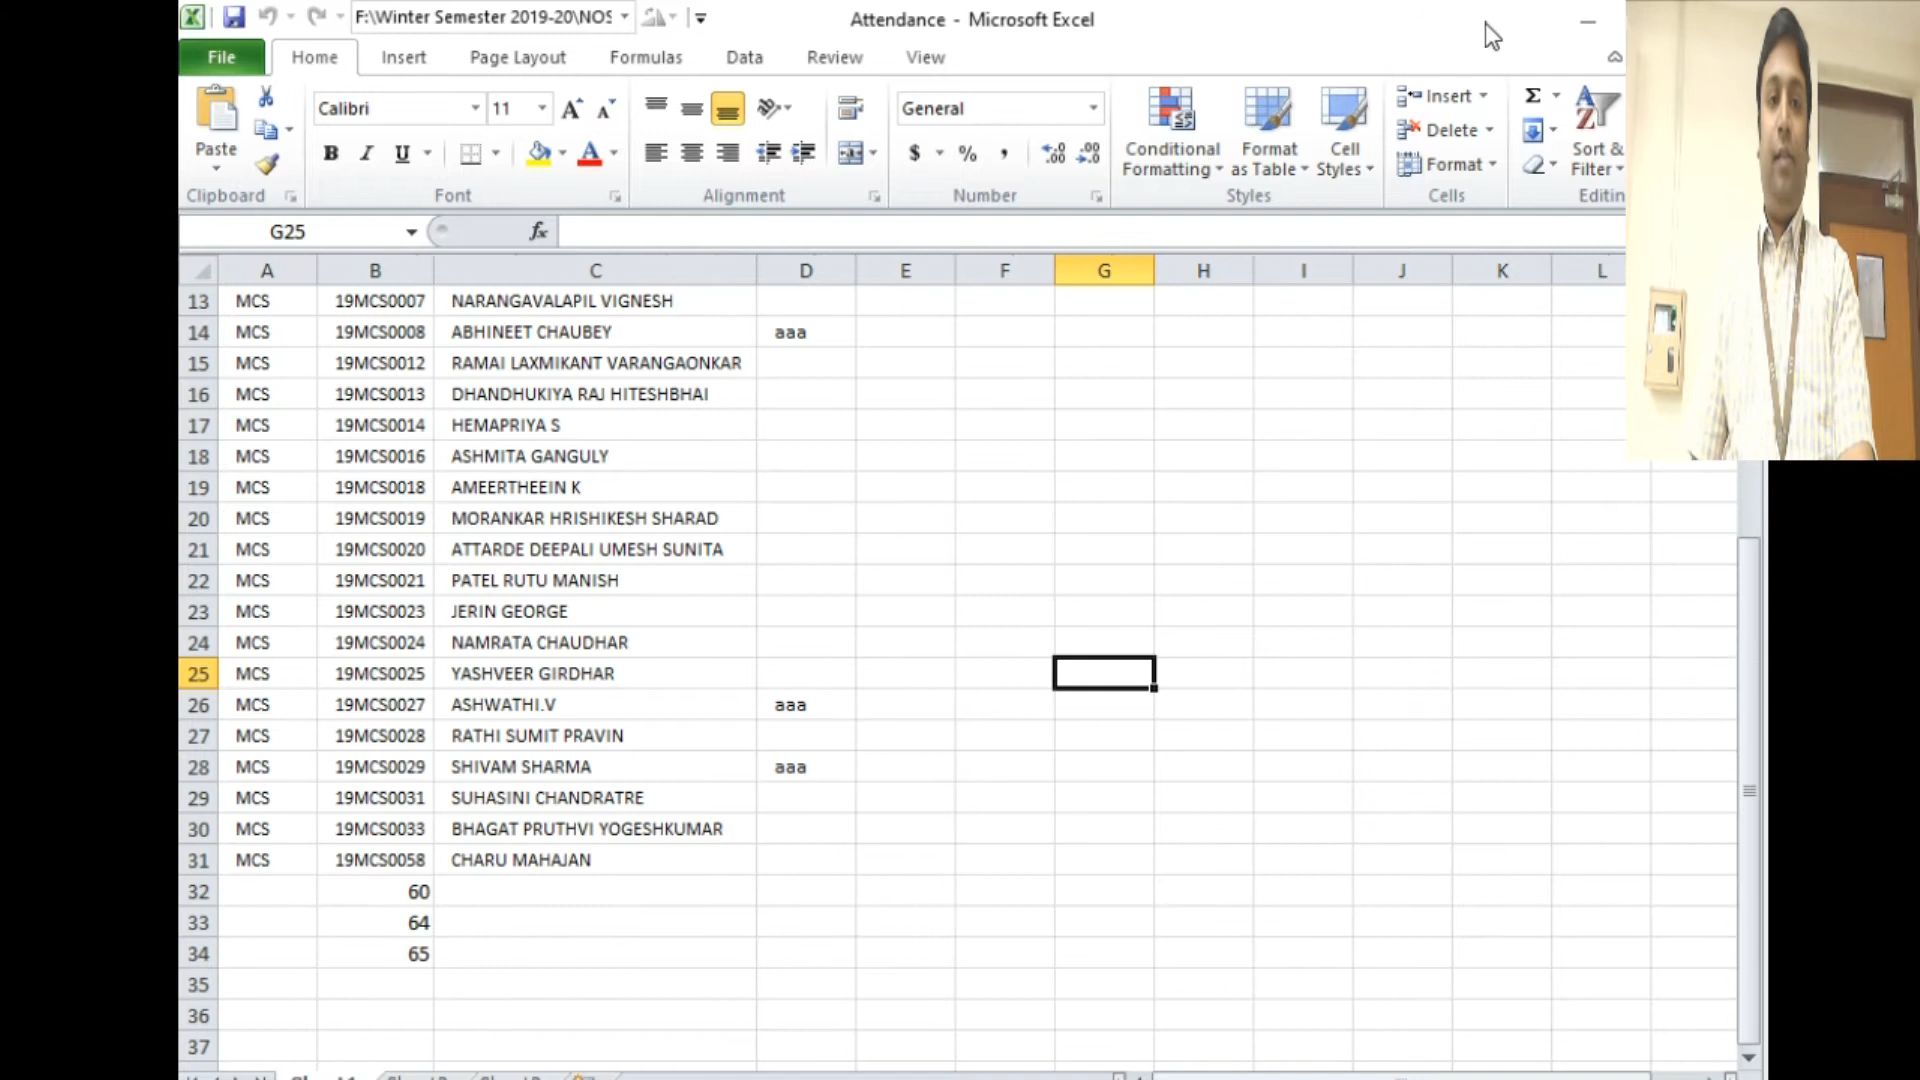 F:\Winter Semester 2019-20\NOS
Attendance - Microsoft Excel
File Home Insert Page Layout Formulas Data Review View
Calibri 11 General
Paste
Clipboard Font Alignment Number Styles Cells
Conditional Formatting
Format as Table
Cell Styles
Insert
Delete
Format
Sort & Filter
G25
A B C D E F G H I J K L
13 MCS 19MCS0007 NARANGAVALAPIL VIGNESH
14 MCS 19MCS0008 ABHINEET CHAUBEY aaa
15 MCS 19MCS0012 RAMAI LAXMIKANT VARANGAONKAR
16 MCS 19MCS0013 DHANDHUKIYA RAJ HITESHBHAI
17 MCS 19MCS0014 HEMAPRIYA S
18 MCS 19MCS0016 ASHMITA GANGULY
19 MCS 19MCS0018 AMEERTHEEIN K
20 MCS 19MCS0019 MORANKAR HRISHIKESH SHARAD
21 MCS 19MCS0020 ATTARDE DEEPALI UMESH SUNITA
22 MCS 19MCS0021 PATEL RUTU MANISH
23 MCS 19MCS0023 JERIN GEORGE
24 MCS 19MCS0024 NAMRATA CHAUDHAR
25 MCS 19MCS0025 YASHVEER GIRDHAR
26 MCS 19MCS0027 ASHWATHI.V aaa
27 MCS 19MCS0028 RATHI SUMIT PRAVIN
28 MCS 19MCS0029 SHIVAM SHARMA aaa
29 MCS 19MCS0031 SUHASINI CHANDRATRE
30 MCS 19MCS0033 BHAGAT PRUTHVI YOGESHKUMAR
31 MCS 19MCS0058 CHARU MAHAJAN
32 60
33 64
34 65
35
36
37